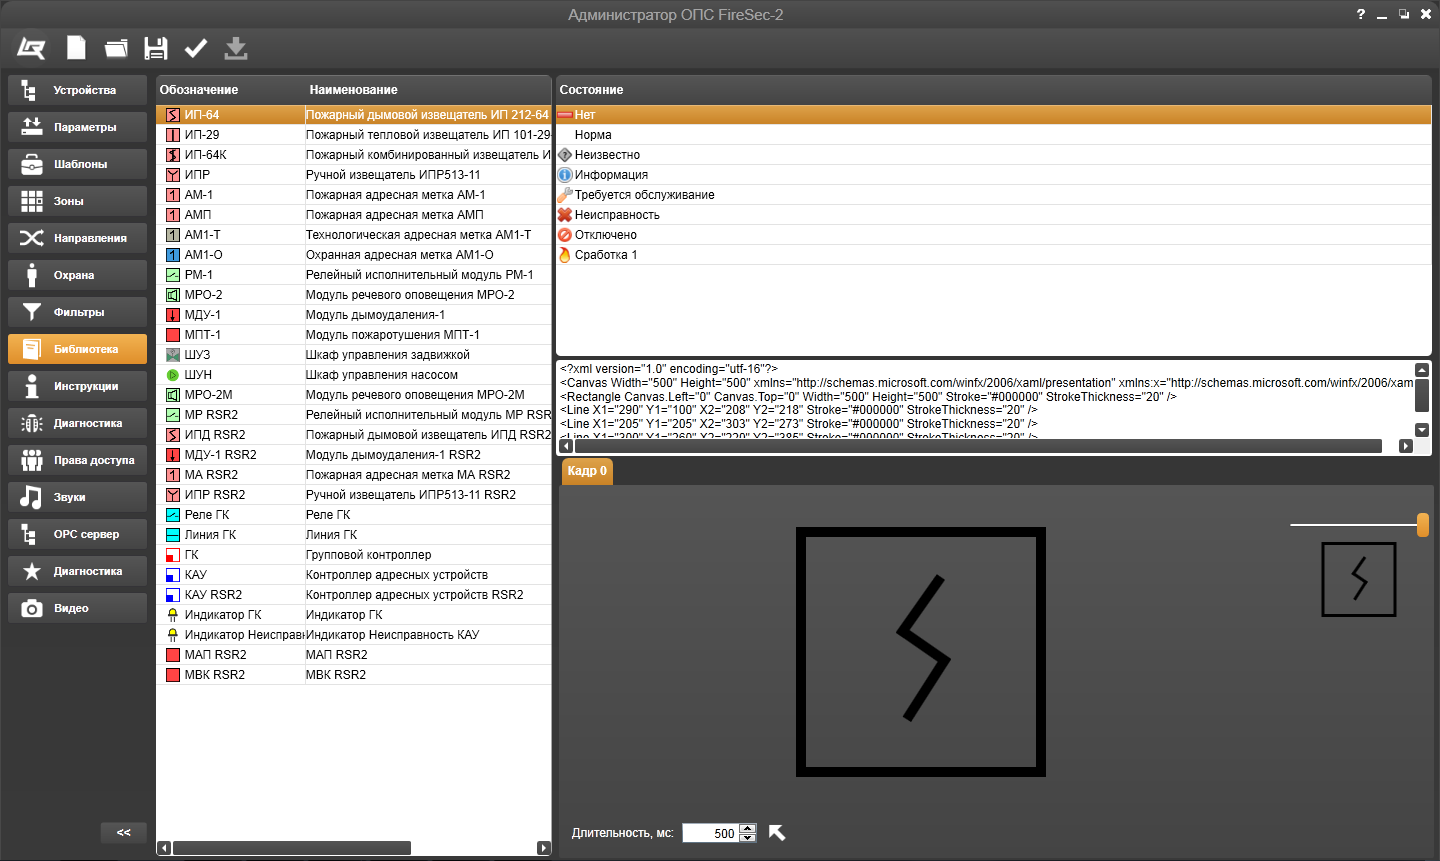 Администратор ОПС FireSec-2
?
Устройства
Параметры
Шаблоны
Зоны
Направления
Охрана
Фильтры
Библиотека
Инструкции
Диагностика
Права доступа
Звуки
OPC сервер
Диагностика
Видео
<<
Обозначение Наименование
ИП-64 Пожарный дымовой извещатель ИП 212-64
ИП-29 Пожарный тепловой извещатель ИП 101-29-
ИП-64К Пожарный комбинированный извещатель И
ИПР Ручной извещатель ИПР513-11
АМ-1 Пожарная адресная метка АМ-1
АМП Пожарная адресная метка АМП
АМ1-Т Технологическая адресная метка АМ1-Т
АМ1-О Охранная адресная метка АМ1-О
РМ-1 Релейный исполнительный модуль РМ-1
МРО-2 Модуль речевого оповещения МРО-2
МДУ-1 Модуль дымоудаления-1
МПТ-1 Модуль пожаротушения МПТ-1
ШУЗ Шкаф управления задвижкой
ШУН Шкаф управления насосом
МРО-2М Модуль речевого оповещения МРО-2М
МР RSR2 Релейный исполнительный модуль МР RSR
ИПД RSR2 Пожарный дымовой извещатель ИПД RSR2
МДУ-1 RSR2 Модуль дымоудаления-1 RSR2
МА RSR2 Пожарная адресная метка МА RSR2
ИПР RSR2 Ручной извещатель ИПР513-11 RSR2
Реле ГК Реле ГК
Линия ГК Линия ГК
ГК Групповой контроллер
КАУ Контроллер адресных устройств
КАУ RSR2 Контроллер адресных устройств RSR2
Индикатор ГК Индикатор ГК
Индикатор Неисправн Индикатор Неисправность КАУ
МАП RSR2 МАП RSR2
МВК RSR2 МВК RSR2
Состояние
Нет
Норма
Неизвестно
Информация
Требуется обслуживание
Неисправность
Отключено
Сработка 1
<?xml version="1.0" encoding="utf-16"?>
<Canvas Width="500" Height="500" xmlns="http://schemas.microsoft.com/winfx/2006/xaml/presentation" xmlns:x="http://schemas.microsoft.com/winfx/2006/xam
<Rectangle Canvas.Left="0" Canvas.Top="0" Width="500" Height="500" Stroke="#000000" StrokeThickness="20" />
<Line X1="290" Y1="100" X2="208" Y2="218" Stroke="#000000" StrokeThickness="20" />
<Line X1="205" Y1="205" X2="303" Y2="273" Stroke="#000000" StrokeThickness="20" />
<Line X1="300" Y1="260" X2="220" Y2="385" Stroke="#000000" StrokeThickness="20" />
Кадр 0
Длительность, мс: 500